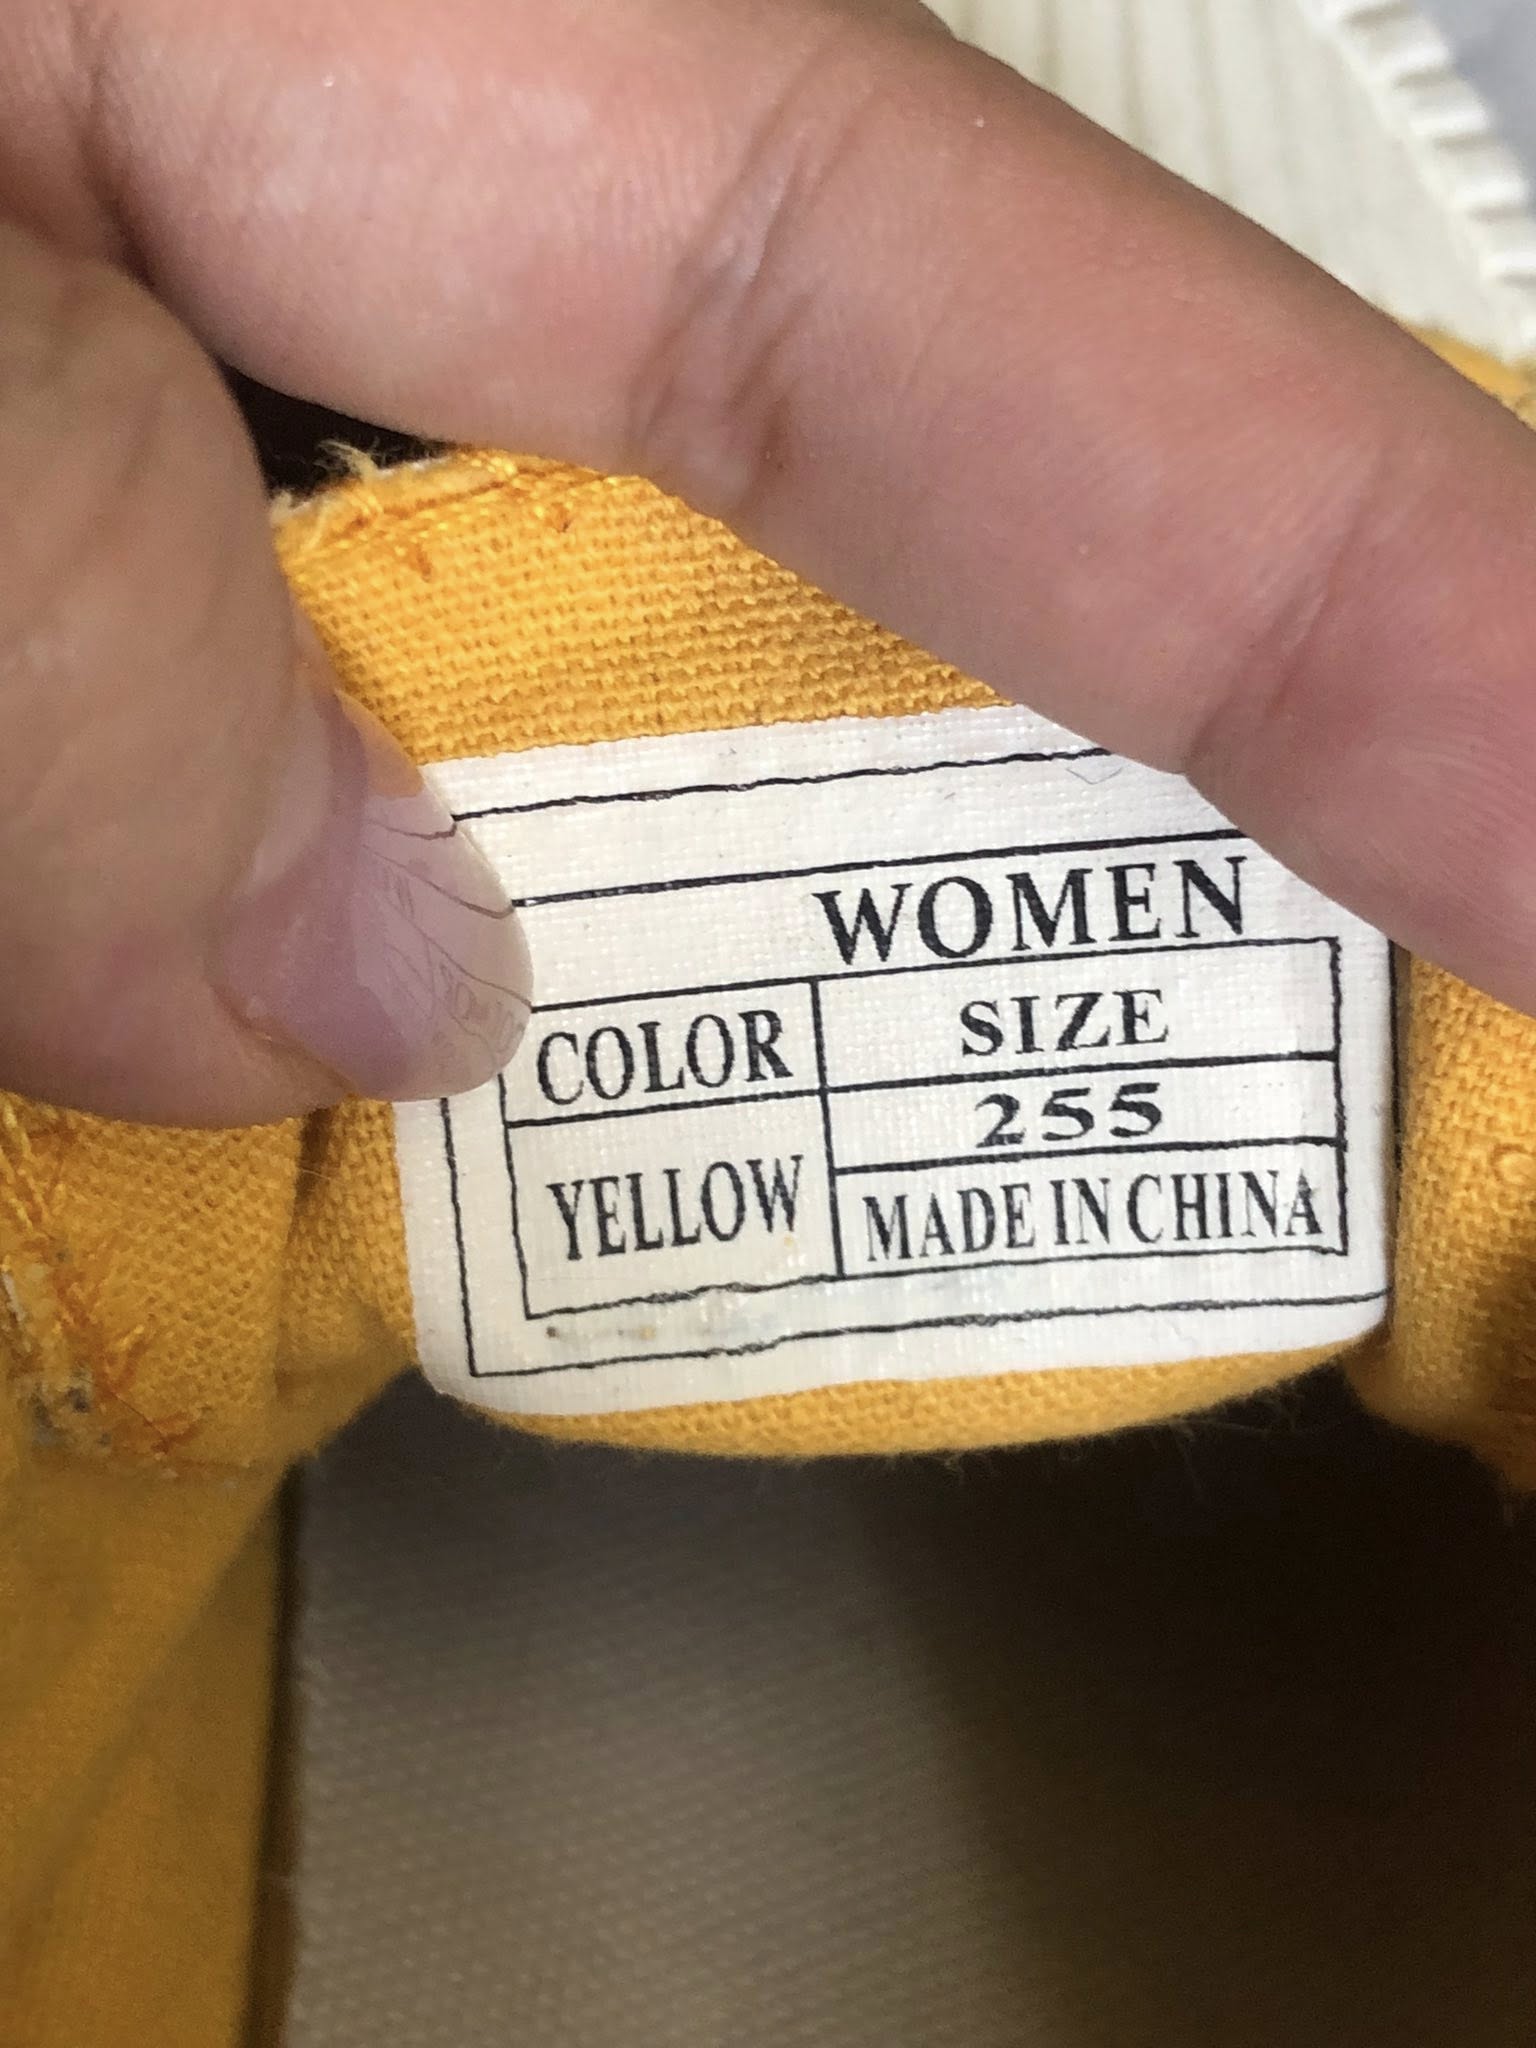 WOMEN
COLOR SIZE
YELLOW 255
MADE IN CHINA